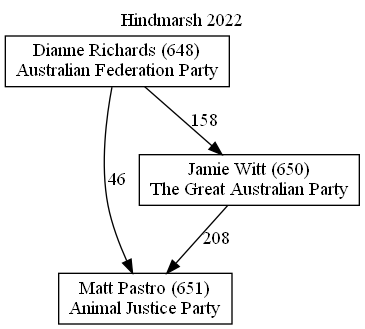 Hindmarsh 2022
Dianne Richards (648)
Australian Federation Party
158
Jamie Witt (650)
The Great Australian Party
46
208
Matt Pastro (651)
Animal Justice Party